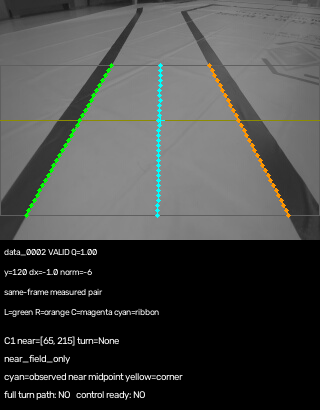 data_0002 VALID Q=1.00
y=120 dx=-1.0 norm=-6
same-frame measured pair
L=green R=orange C=magenta cyan=ribbon
C1 near=[65, 215] turn=None
near_field_only
cyan=observed near midpoint yellow=corner
full turn path: NO control ready: NO